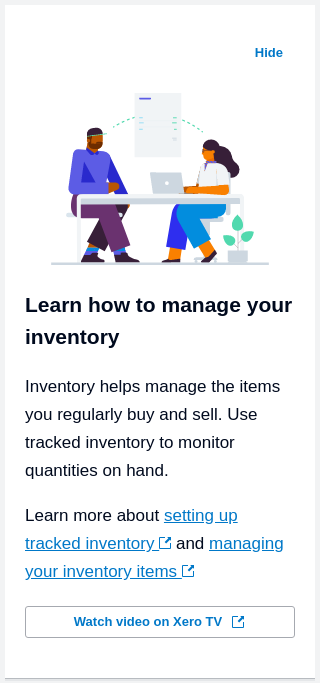 Hide
Learn how to manage your
inventory
Inventory helps manage the items
you regularly buy and sell. Use
tracked inventory to monitor
quantities on hand.
Learn more about setting up
tracked inventory and managing
your inventory items
Watch video on Xero TV